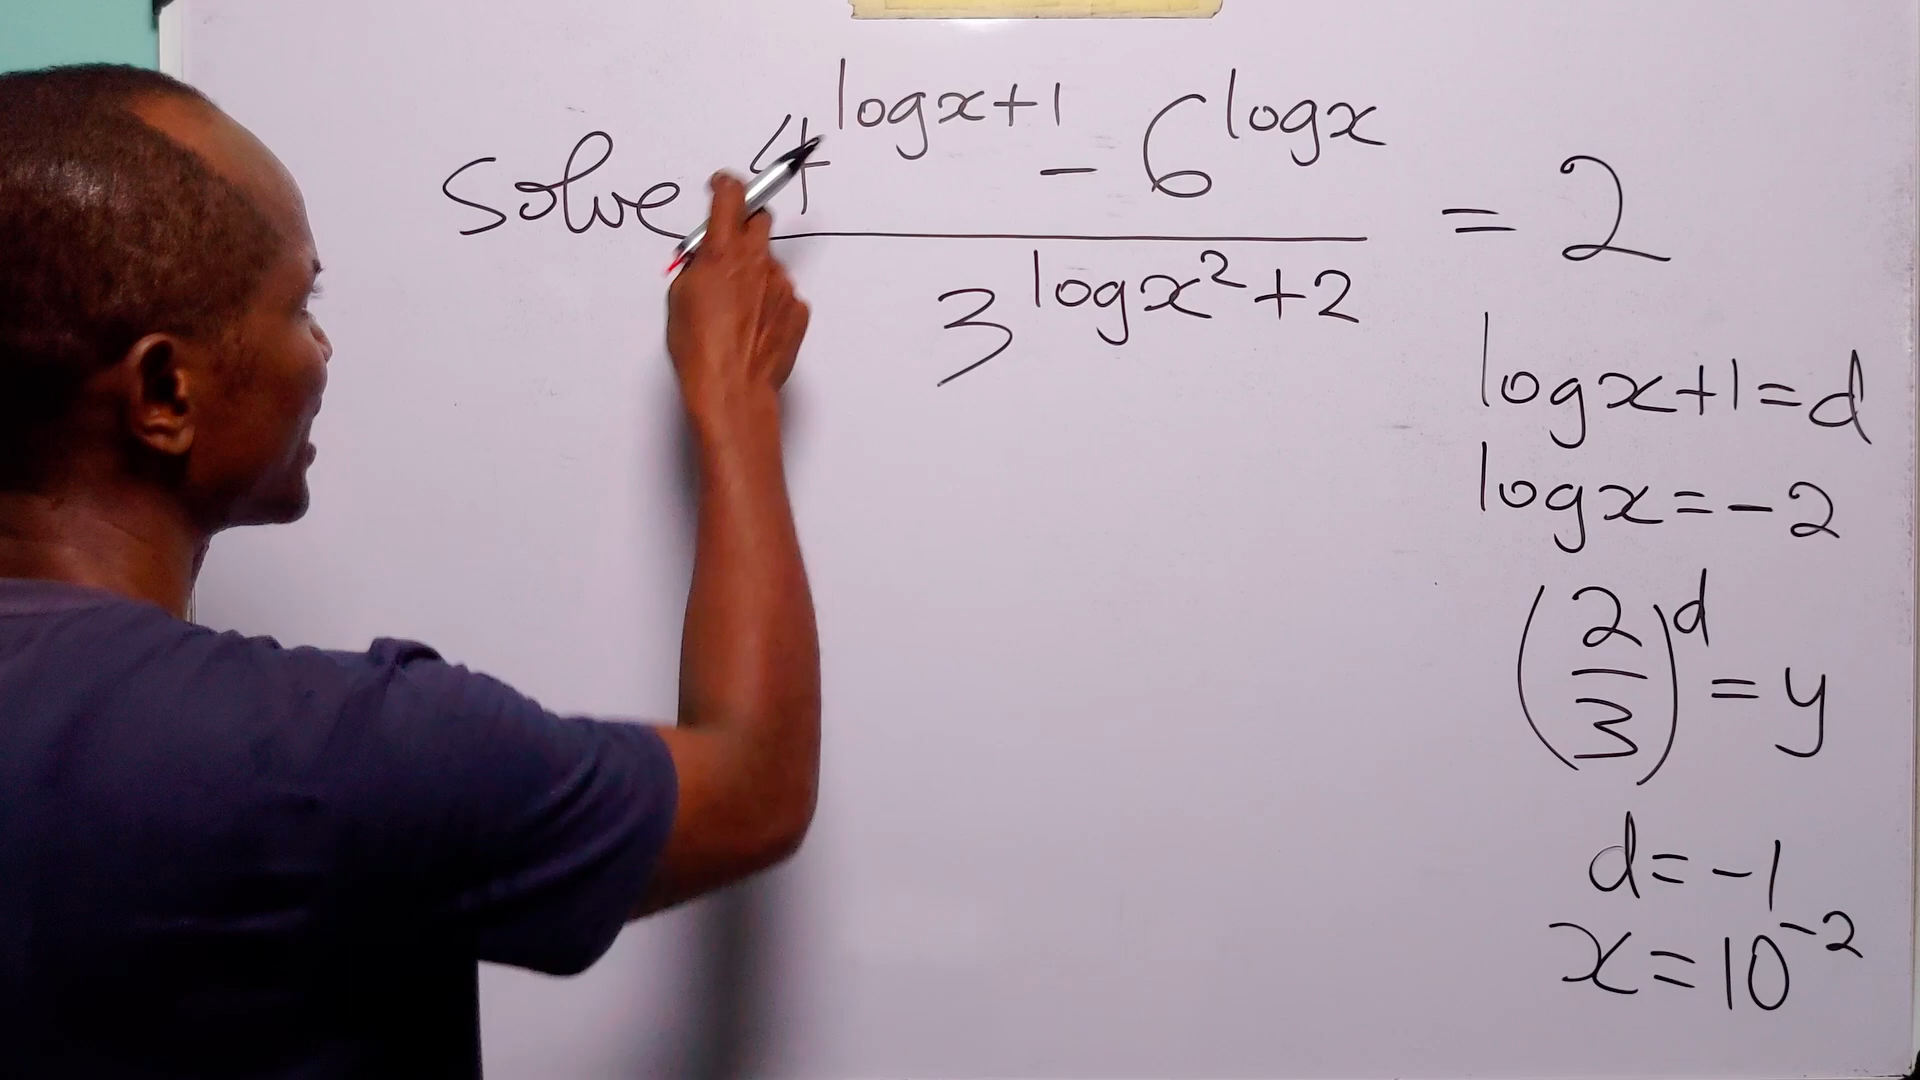 Solve 4^(logx+1) - 6^(logx) = 2
3^(logx²+2)
logx+1=d
logx=-2
(2/3)^d = y
d=-1
x=10^-2